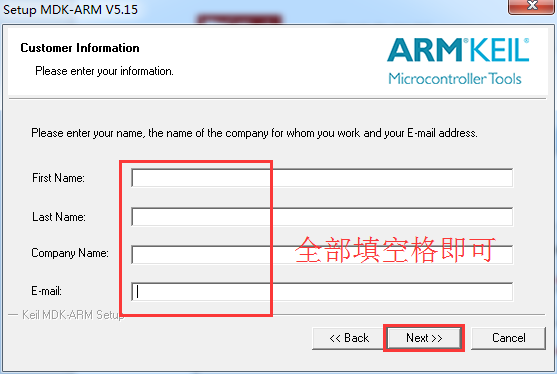 Setup MDK-ARM V5.15
Customer Information
Please enter your information.
ARM KEIL
Microcontroller Tools
Please enter your name, the name of the company for whom you work and your E-mail address.
First Name:
Last Name:
Company Name:
全部填空格即可
E-mail:
Keil MDK-ARM Setup
<< Back
Next >>
Cancel